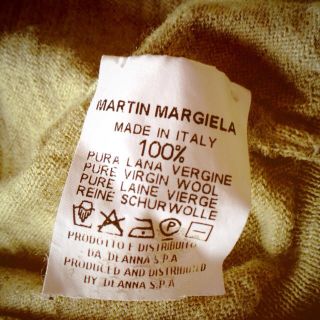 MARTIN MARGIELA
MADE IN ITALY
100%
PURA LANA VERGINE
PURE VIRGIN WOOL
PURE LAINE VIERGE
REINE SCHURWOLLE
PRODOTTO E DISTRIBUITO
DA DEANNA S.P.A
PRODUCED AND DISTRIBUED
BY DEANNA S.P.A